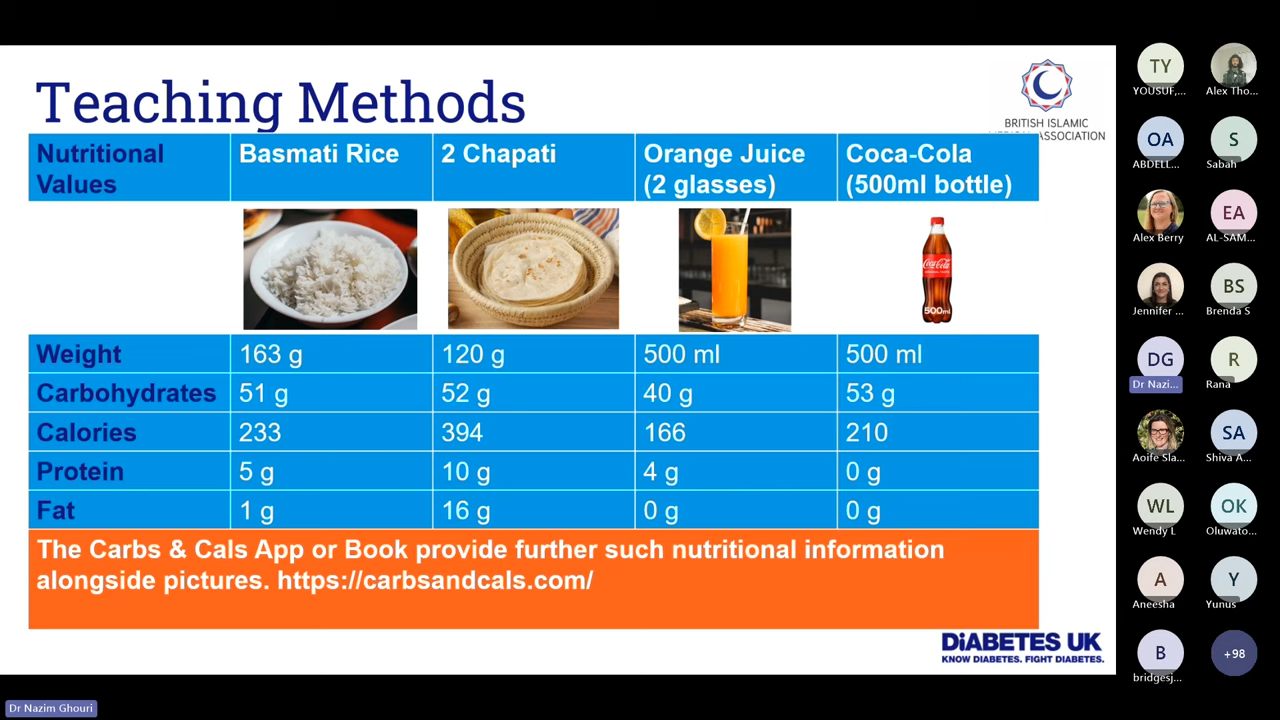 Teaching Methods
BRITISH ISLAMIC
ASSOCIATION
Nutritional Values
Basmati Rice
2 Chapati
Orange Juice (2 glasses)
Coca-Cola (500ml bottle)
Coca-Cola
500ml
Weight
163 g
120 g
500 ml
500 ml
Carbohydrates
51 g
52 g
40 g
53 g
Calories
233
394
166
210
Protein
5 g
10 g
4 g
0 g
Fat
1 g
16 g
0 g
0 g
The Carbs & Cals App or Book provide further such nutritional information
alongside pictures. https://carbsandcals.com/
DiABETES UK
KNOW DIABETES. FIGHT DIABETES.
Dr Nazim Ghouri
TY
YOUSUF,...
Alex Tho...
OA
ABDELL...
S
Sabah
Alex Berry
EA
AL-SAM...
Jennifer ...
BS
Brenda S
DG
Dr Nazi...
R
Rana
Aoife Sla...
SA
Shiva A...
WL
Wendy L
OK
Oluwato...
A
Aneesha
Y
Yunus
B
bridgesj...
+98